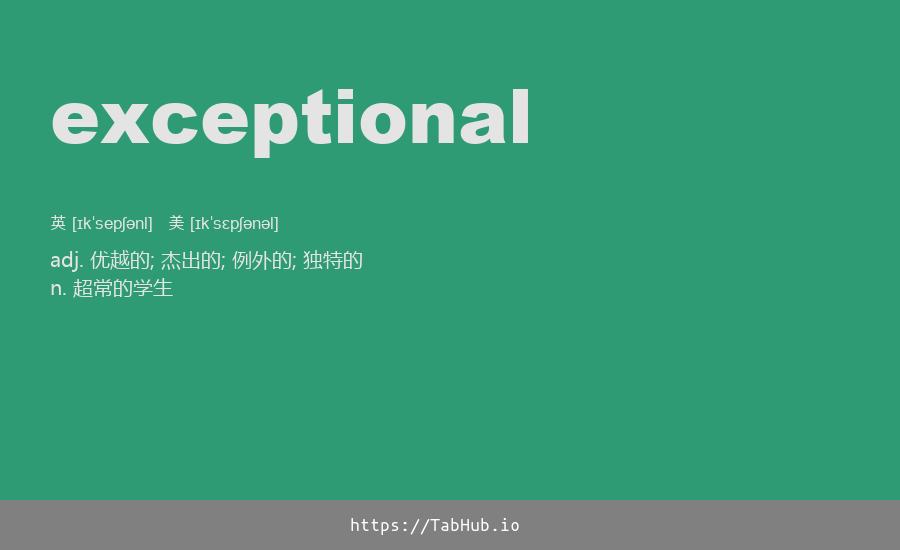 exceptional
英 [ɪkˈsepʃənl] 美 [ɪkˈsɛpʃənəl]
adj. 优越的; 杰出的; 例外的; 独特的
n. 超常的学生
https://TabHub.io